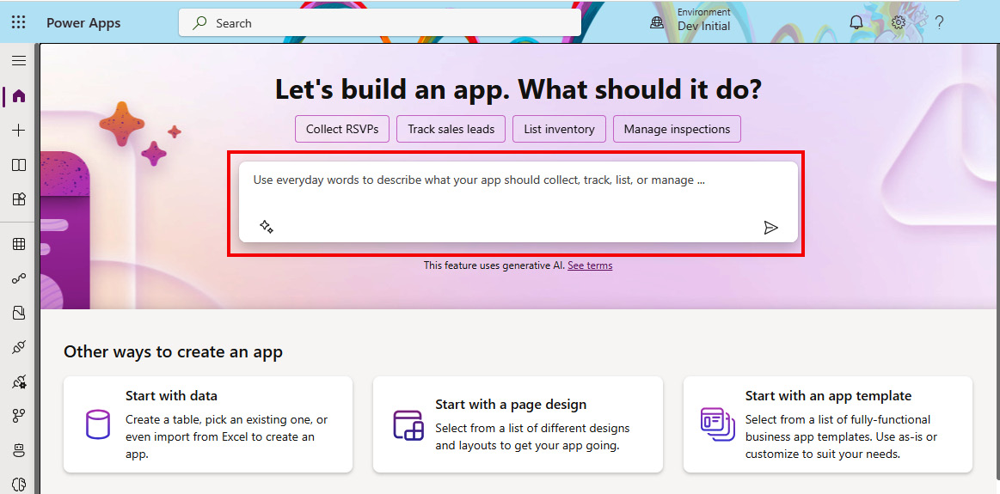 Power Apps
Search
Environment
Dev Initial
Let's build an app. What should it do?
Collect RSVPs
Track sales leads
List inventory
Manage inspections
Use everyday words to describe what your app should collect, track, list, or manage ...
This feature uses generative AI. See terms
Other ways to create an app
Start with data
Create a table, pick an existing one, or
even import from Excel to create an
app.
Start with a page design
Select from a list of different designs
and layouts to get your app going.
Start with an app template
Select from a list of fully-functional
business app templates. Use as-is or
customize to suit your needs.